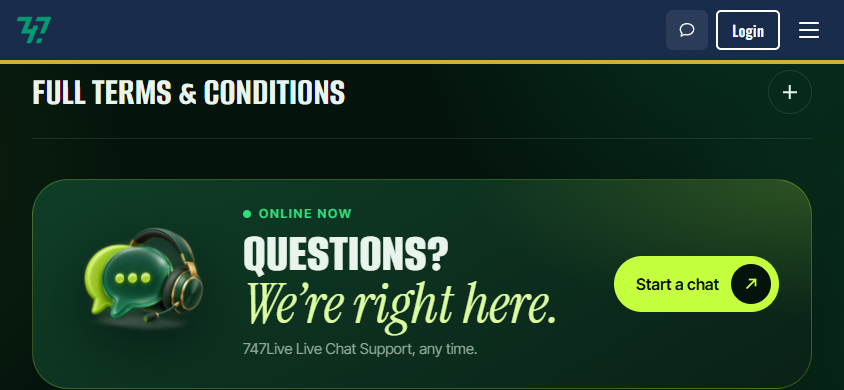 747
Login
FULL TERMS & CONDITIONS
ONLINE NOW
QUESTIONS?
We're right here.
Start a chat
747Live Live Chat Support, any time.